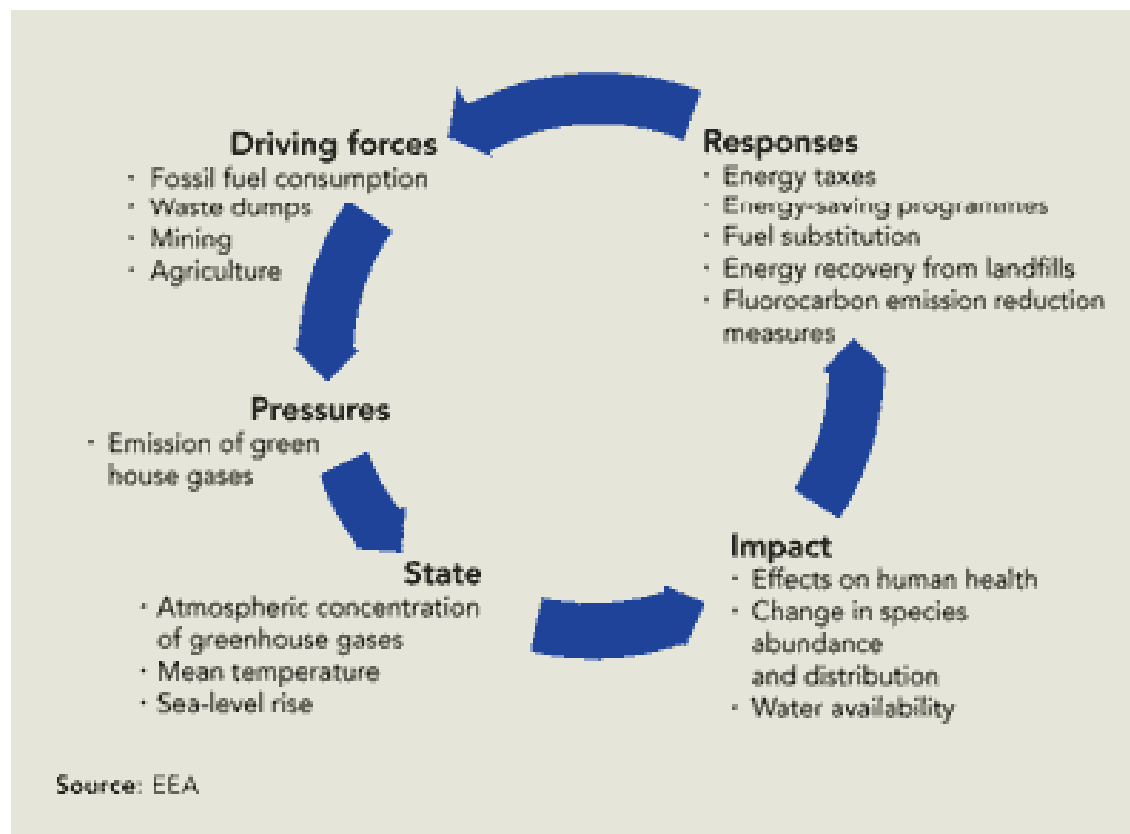 Driving forces
· Fossil fuel consumption
· Waste dumps
· Mining
· Agriculture
Responses
· Energy taxes
· Energy-saving programmes
· Fuel substitution
· Energy recovery from landfills
· Fluorocarbon emission reduction
measures
Pressures
· Emission of green
house gases
State
· Atmospheric concentration
of greenhouse gases
· Mean temperature
· Sea-level rise
Impact
· Effects on human health
· Change in species
abundance
and distribution
· Water availability
Source: EEA